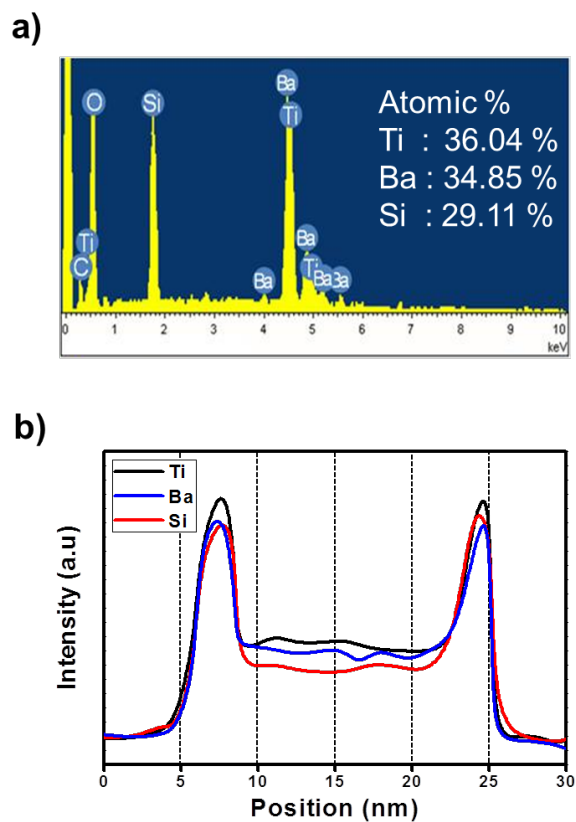 a)
Ba
O Si Ti
Atomic %
Ti : 36.04 %
Ba : 34.85 %
Si : 29.11 %
Ti Ba
C Ba Ti Ba Ba
0 1 2 3 4 5 6 7 8 9 10
keV
b)
Ti
Ba
Si
Intensity (a.u)
0 5 10 15 20 25 30
Position (nm)